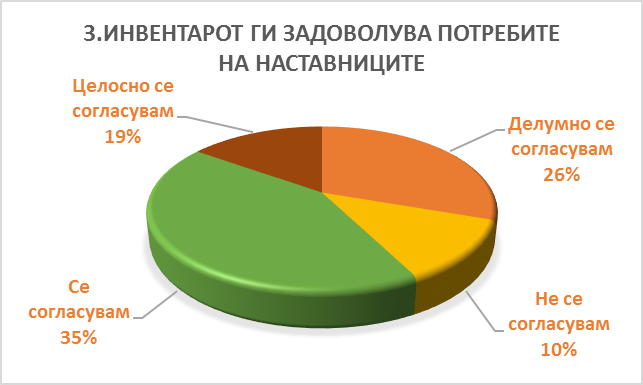 3.ИНВЕНТАРОТ ГИ ЗАДОВОЛУВА ПОТРЕБИТЕ
НА НАСТАВНИЦИТЕ
Целосно се
согласувам
19%
Делумно се
согласувам
26%
Се
согласувам
35%
Не се
согласувам
10%